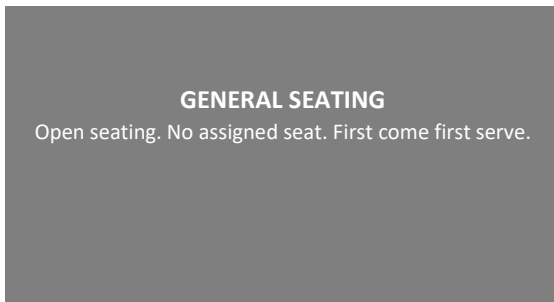 GENERAL SEATING
Open seating. No assigned seat. First come first serve.